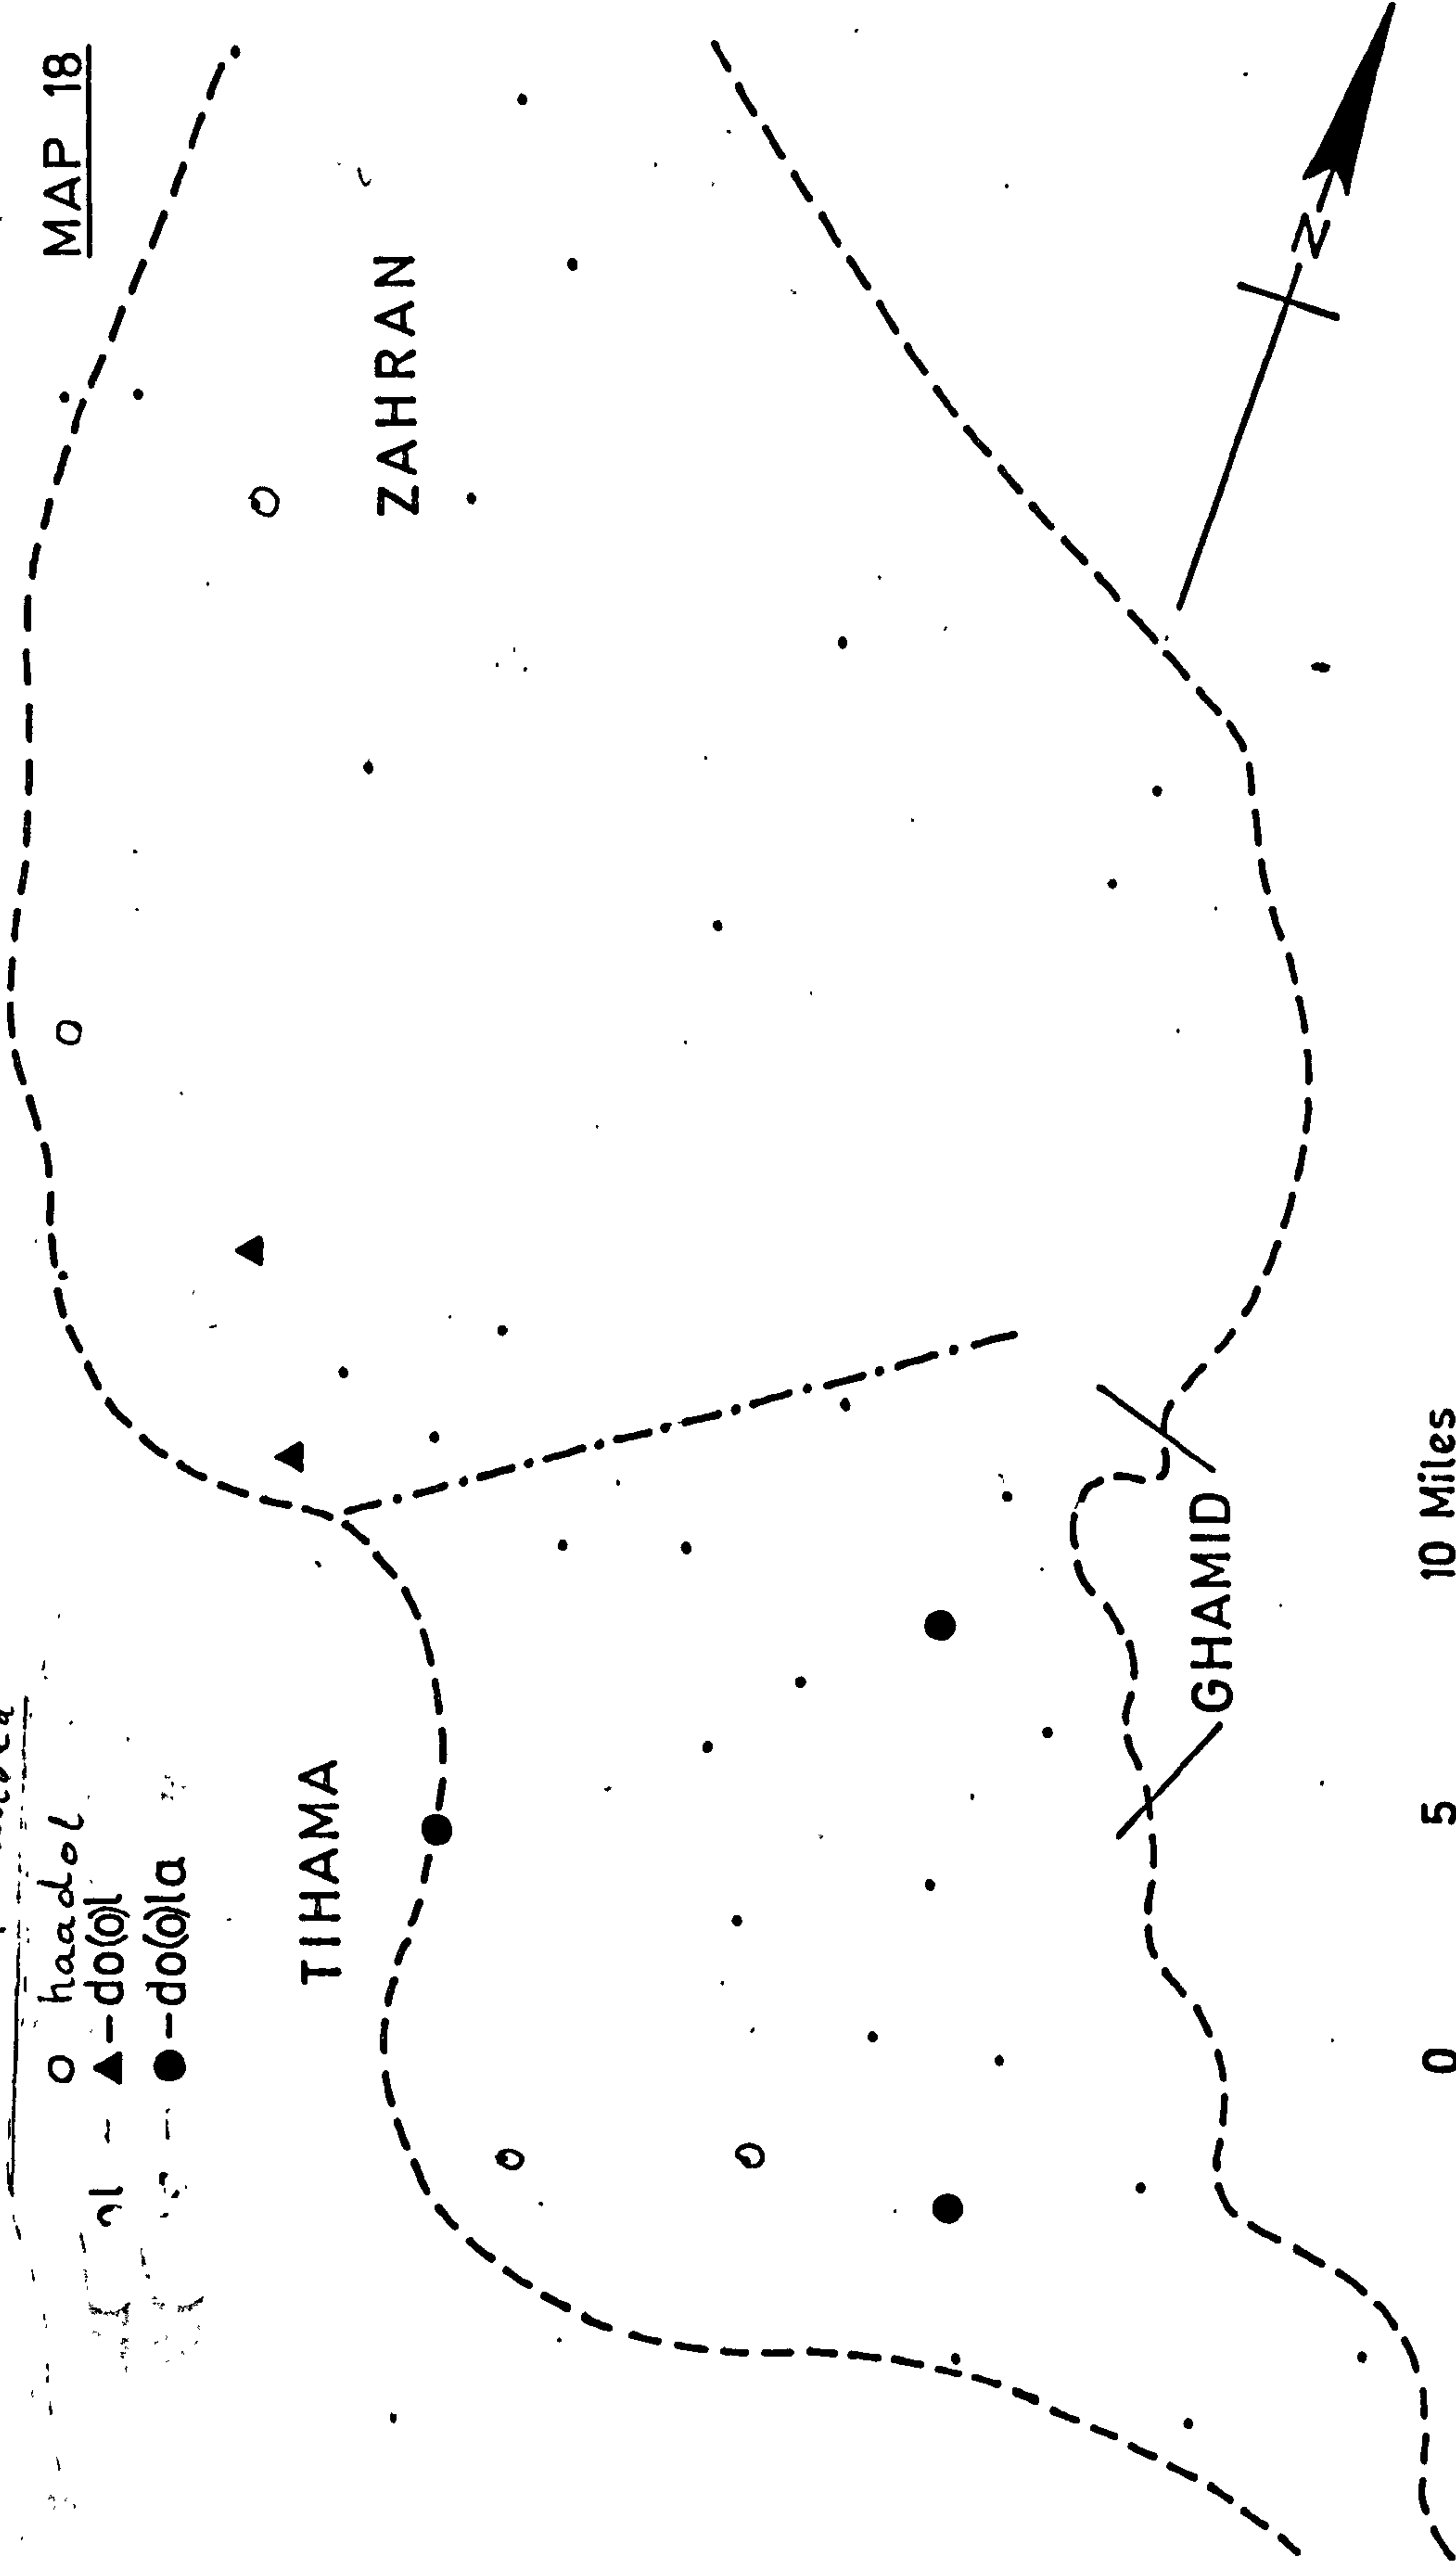 MAP 18
O haadol
▲ – do(o)l
● – do(o)la
TIHAMA
ZAHRAN
GHAMID
N
0 5 10 Miles